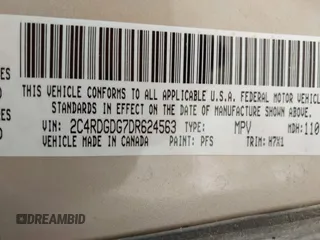 THIS VEHICLE CONFORMS TO ALL APPLICABLE U.S.A. FEDERAL MOTOR VEHICLE
STANDARDS IN EFFECT ON THE DATE OF MANUFACTURE SHOWN ABOVE.
VIN: 2C4RDGDG7DR624563 TYPE: MPV MDH: 110
VEHICLE MADE IN CANADA PAINT: PFS TRIM: H7X1
DREAMBID